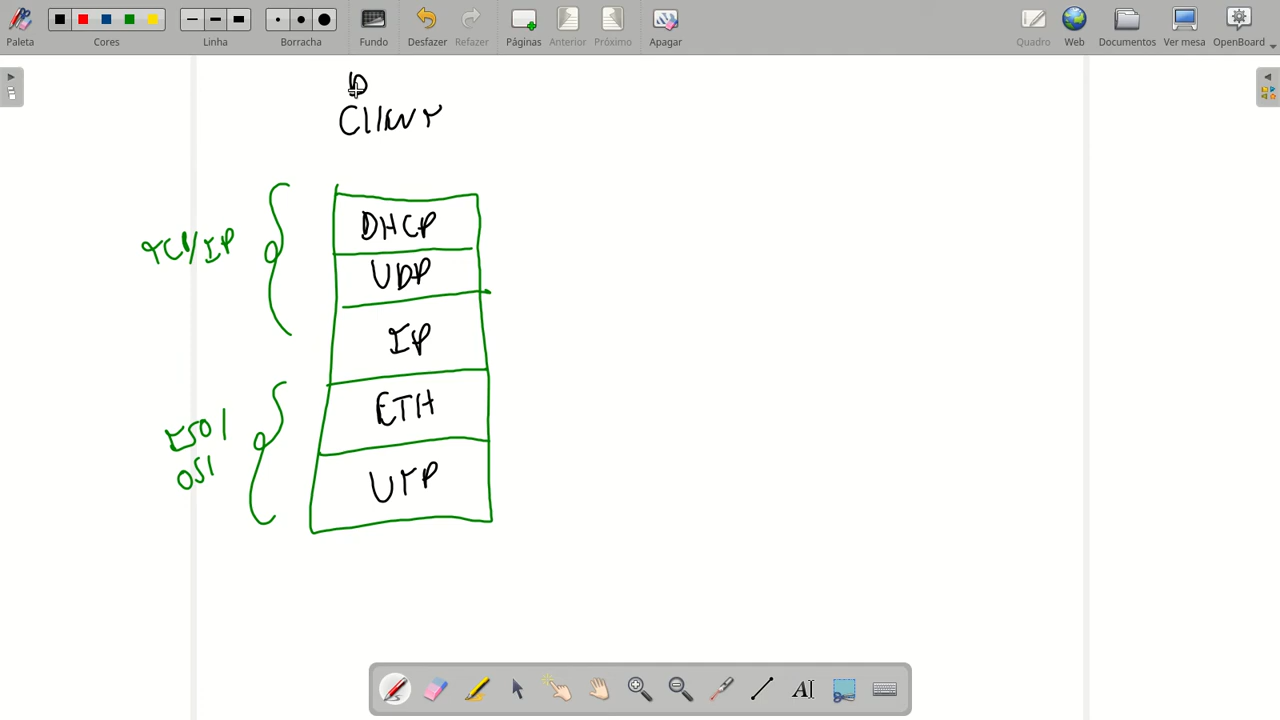 Paleta
Cores
Linha
Borracha
Fundo
Desfazer
Refazer
Páginas
Anterior
Próximo
Apagar
Quadro
Web
Documentos
Ver mesa
OpenBoard
D
Client
DHCP
TCP/IP
UDP
IP
ETH
ISO/
OSI
UTP
AI